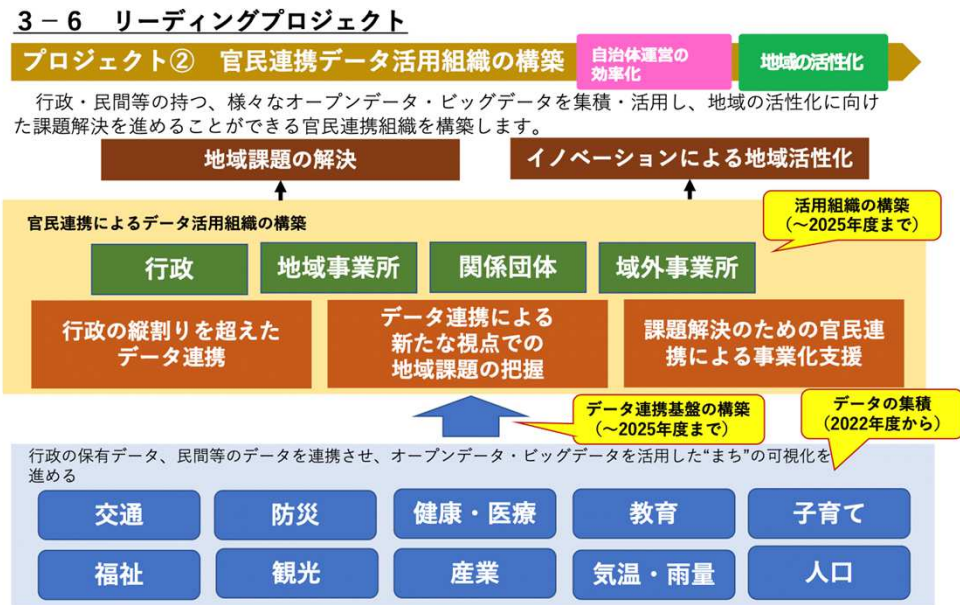 3－6　リーディングプロジェクト
プロジェクト②　官民連携データ活用組織の構築
自治体運営の
効率化
地域の活性化
行政・民間等の持つ、様々なオープンデータ・ビッグデータを集積・活用し、地域の活性化に向け
た課題解決を進めることができる官民連携組織を構築します。
地域課題の解決
イノベーションによる地域活性化
官民連携によるデータ活用組織の構築
活用組織の構築
（～2025年度まで）
行政
地域事業所
関係団体
域外事業所
行政の縦割りを超えた
データ連携
データ連携による
新たな視点での
地域課題の把握
課題解決のための官民連
携による事業化支援
データ連携基盤の構築
（～2025年度まで）
データの集積
（2022年度から）
行政の保有データ、民間等のデータを連携させ、オープンデータ・ビッグデータを活用した“まち”の可視化を
進める
交通
防災
健康・医療
教育
子育て
福祉
観光
産業
気温・雨量
人口